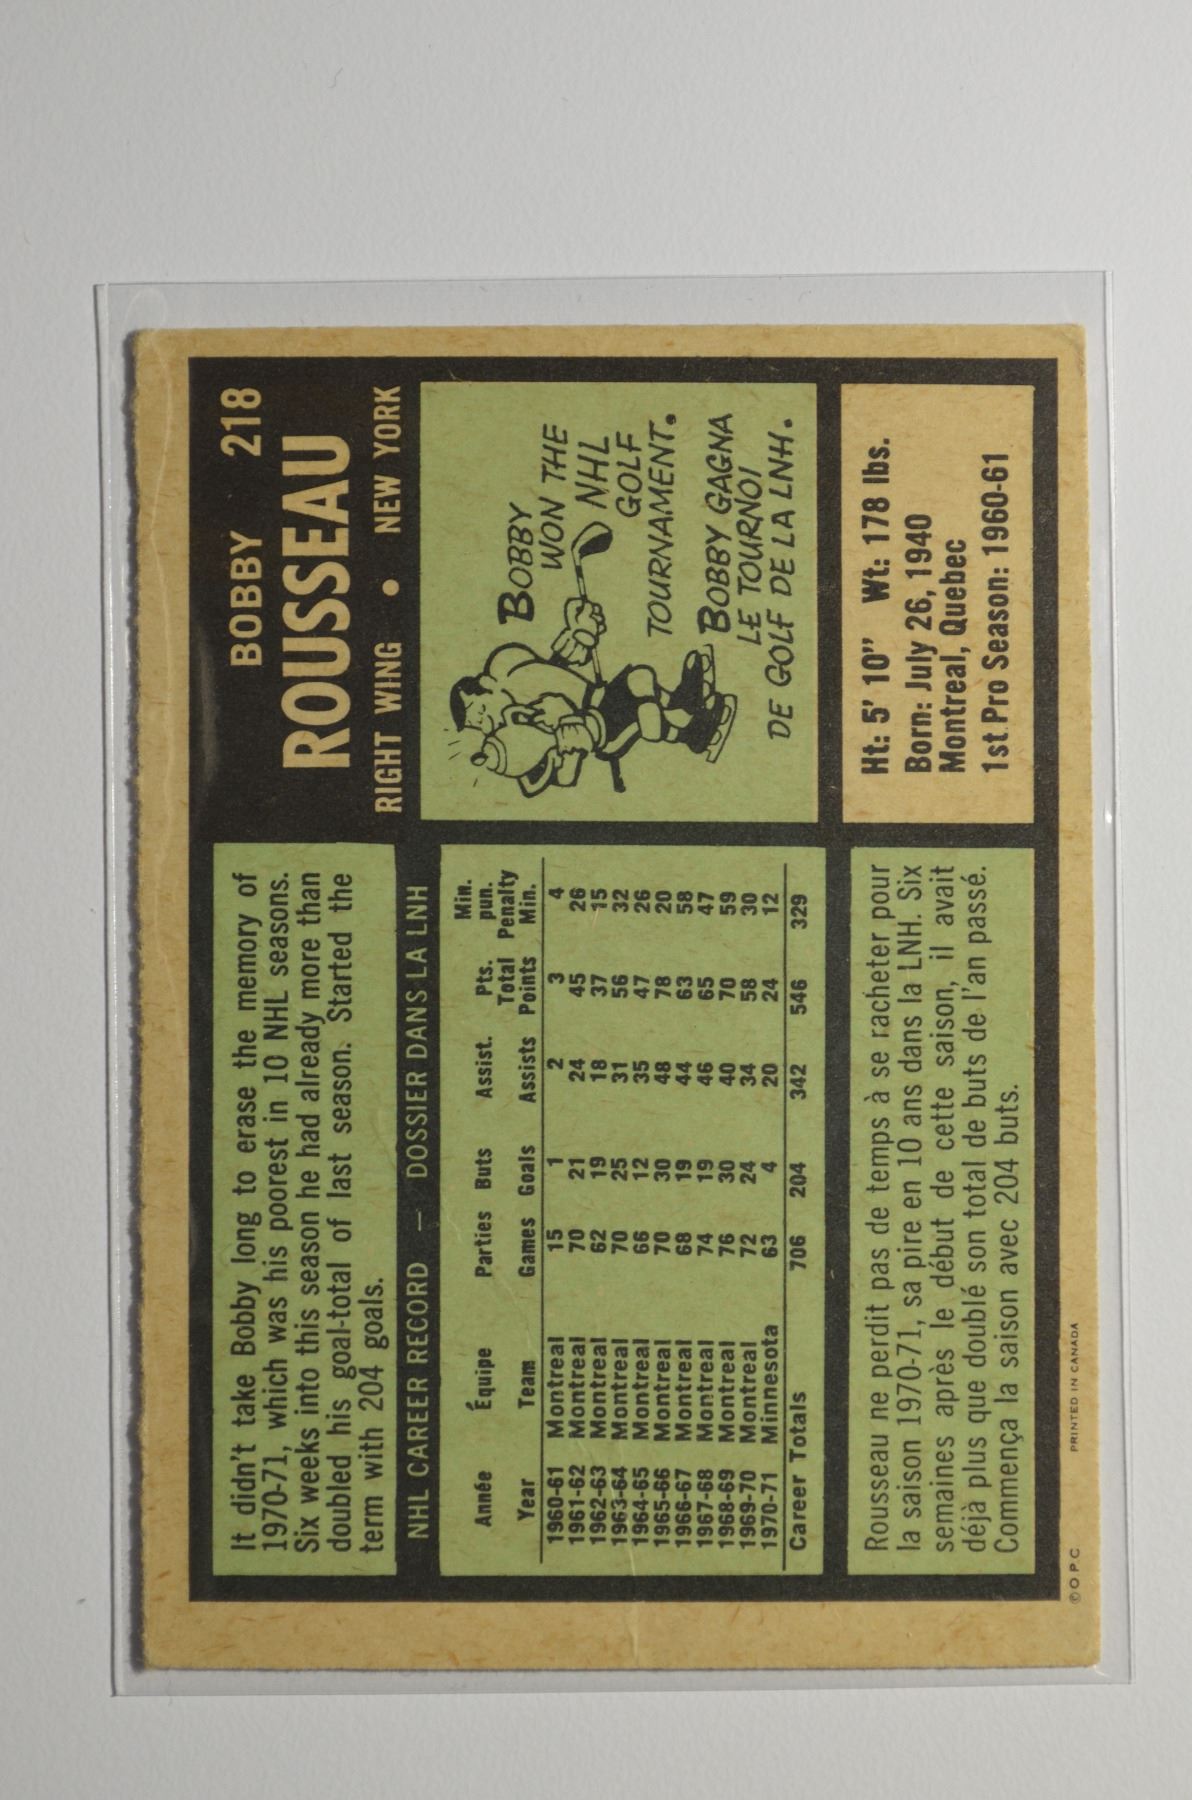 BOBBY 218
ROUSSEAU
RIGHT WING • NEW YORK
It didn't take Bobby long to erase the memory of
1970-71, which was his poorest in 10 NHL seasons.
Six weeks into this season he had already more than
doubled his goal-total of last season. Started the
term with 204 goals.
BOBBY
WON THE
NHL
GOLF
TOURNAMENT.
BOBBY GAGNA
LE TOURNOI
DE GOLF DE LA LNH.
NHL CAREER RECORD — DOSSIER DANS LA LNH
Année Équipe Parties Buts Assist. Pts. Min. pun.
Year Team Games Goals Assists Total Points Penalty Min.
1960-61 Montreal 15 1 2 3 4
1961-62 Montreal 70 21 24 45 26
1962-63 Montreal 62 19 18 37 15
1963-64 Montreal 70 25 31 56 32
1964-65 Montreal 66 12 35 47 26
1965-66 Montreal 70 30 48 78 20
1966-67 Montreal 68 19 44 63 58
1967-68 Montreal 74 19 46 65 47
1968-69 Montreal 76 30 40 70 59
1969-70 Montreal 72 24 34 58 30
1970-71 Minnesota 63 4 20 24 12
Career Totals 706 204 342 546 329
Ht: 5' 10" Wt: 178 lbs.
Born: July 26, 1940
Montreal, Quebec
1st Pro Season: 1960-61
Rousseau ne perdit pas de temps à se racheter pour
la saison 1970-71, sa pire en 10 ans dans la LNH. Six
semaines après le début de cette saison, il avait
déjà plus que doublé son total de buts de l'an passé.
Commença la saison avec 204 buts.
© O P C PRINTED IN CANADA